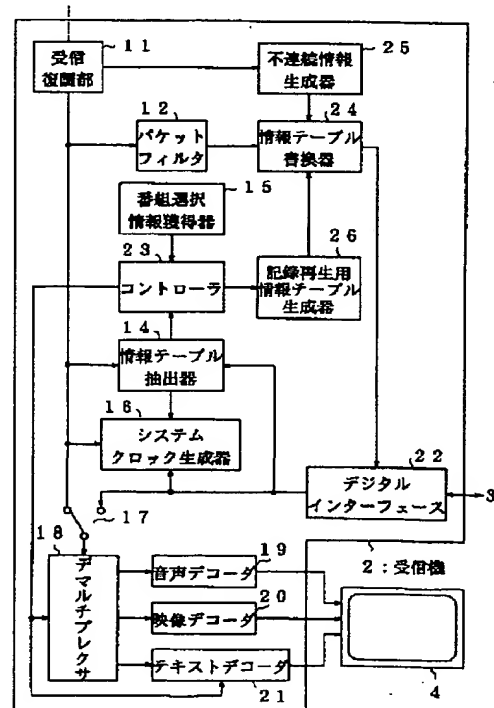 11
受信
復調部
25
不連続情報
生成器
12
パケット
フィルタ
24
情報テーブル
書換器
15
番組選択
情報獲得器
23
コントローラ
26
記録再生用
情報テーブル
生成器
14
情報テーブル
抽出器
16
システム
クロック生成器
22
デジタル
インターフェース
3
17
18
デマルチプレクサ
19
音声デコーダ
2:受信機
20
映像デコーダ
テキストデコーダ
21
4